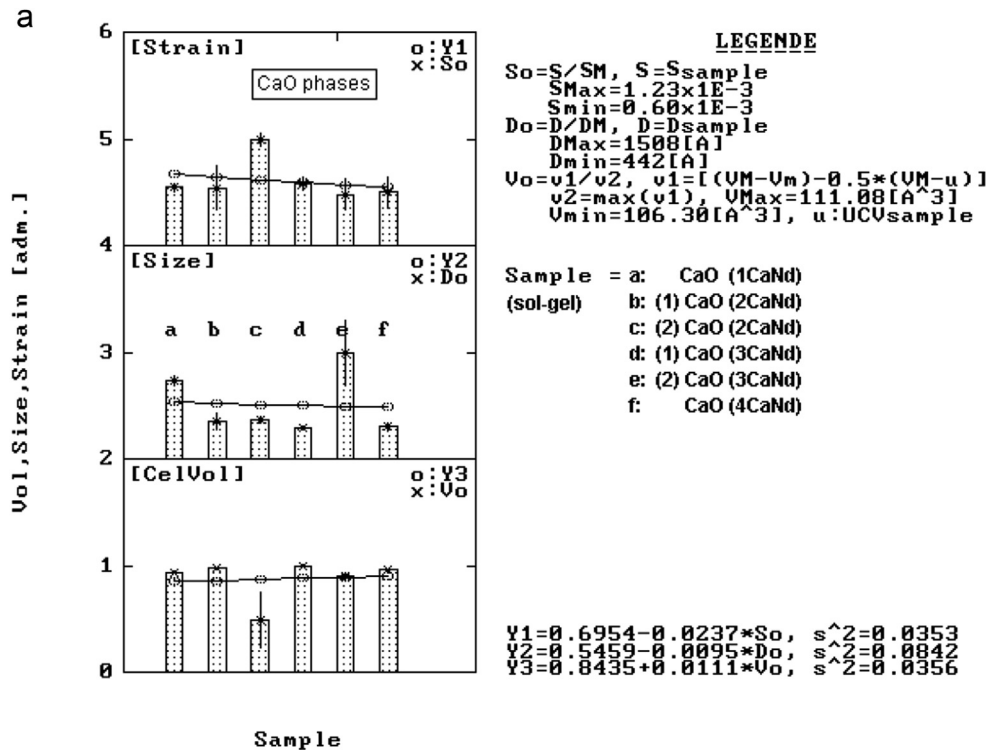 a
6
[Strain]
o:Y1
x:So
CaO phases
5
4
[Size]
o:Y2
x:Do
a b c d e f
3
2
[CelVol]
o:Y3
x:Vo
1
0
Vol,Size,Strain [adm.]
Sample
LEGENDE
So=S/SM, S=Ssample
SMax=1.23x1E-3
Smin=0.60x1E-3
Do=D/DM, D=Dsample
DMax=1508[A]
Dmin=442[A]
Vo=v1/v2, v1=[(VM-Vm)-0.5*(VM-u)]
v2=max(v1), VMax=111.08[A^3]
Vmin=106.30[A^3], u:UCVsample
Sample = a: CaO (1CaNd)
(sol-gel) b: (1) CaO (2CaNd)
c: (2) CaO (2CaNd)
d: (1) CaO (3CaNd)
e: (2) CaO (3CaNd)
f: CaO (4CaNd)
Y1=0.6954-0.0237*So, s^2=0.0353
Y2=0.5459-0.0095*Do, s^2=0.0842
Y3=0.8435+0.0111*Vo, s^2=0.0356